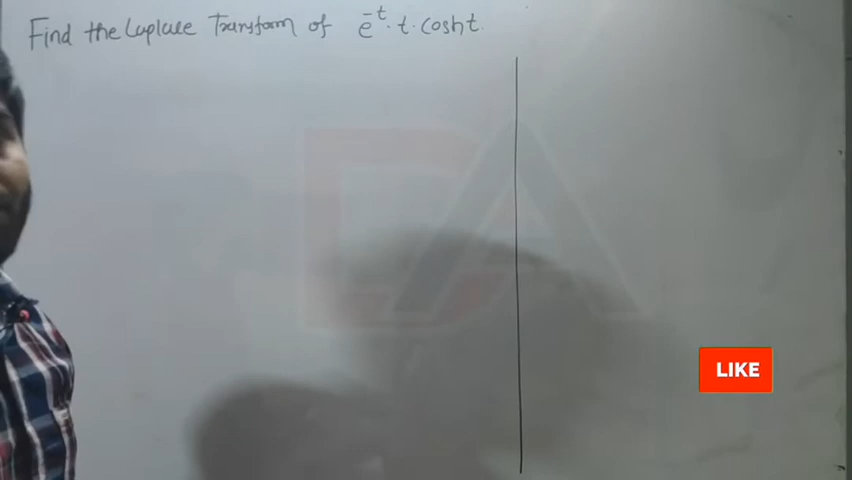 Find the Laplace Transform of e⁻ᵗ. t. cosht.
LIKE